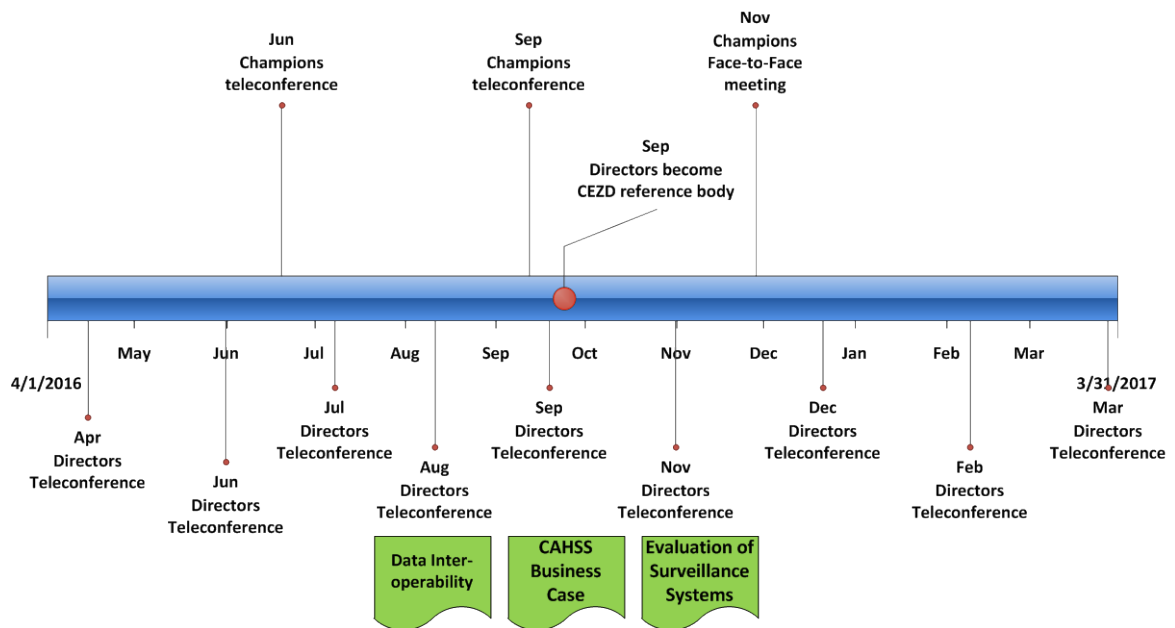 Jun
Champions
teleconference
Sep
Champions
teleconference
Nov
Champions
Face-to-Face
meeting
Sep
Directors become
CEZD reference body
May
Jun
Jul
Aug
Sep
Oct
Nov
Dec
Jan
Feb
Mar
4/1/2016
3/31/2017
Apr
Directors
Teleconference
Jun
Directors
Teleconference
Jul
Directors
Teleconference
Aug
Directors
Teleconference
Sep
Directors
Teleconference
Nov
Directors
Teleconference
Dec
Directors
Teleconference
Feb
Directors
Teleconference
Mar
Directors
Teleconference
Data Inter-
operability
CAHSS
Business
Case
Evaluation of
Surveillance
Systems